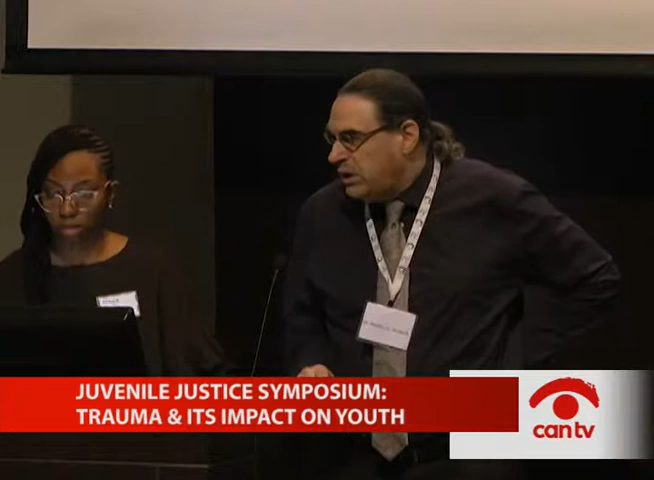 JUVENILE JUSTICE SYMPOSIUM:
TRAUMA & ITS IMPACT ON YOUTH
cantv